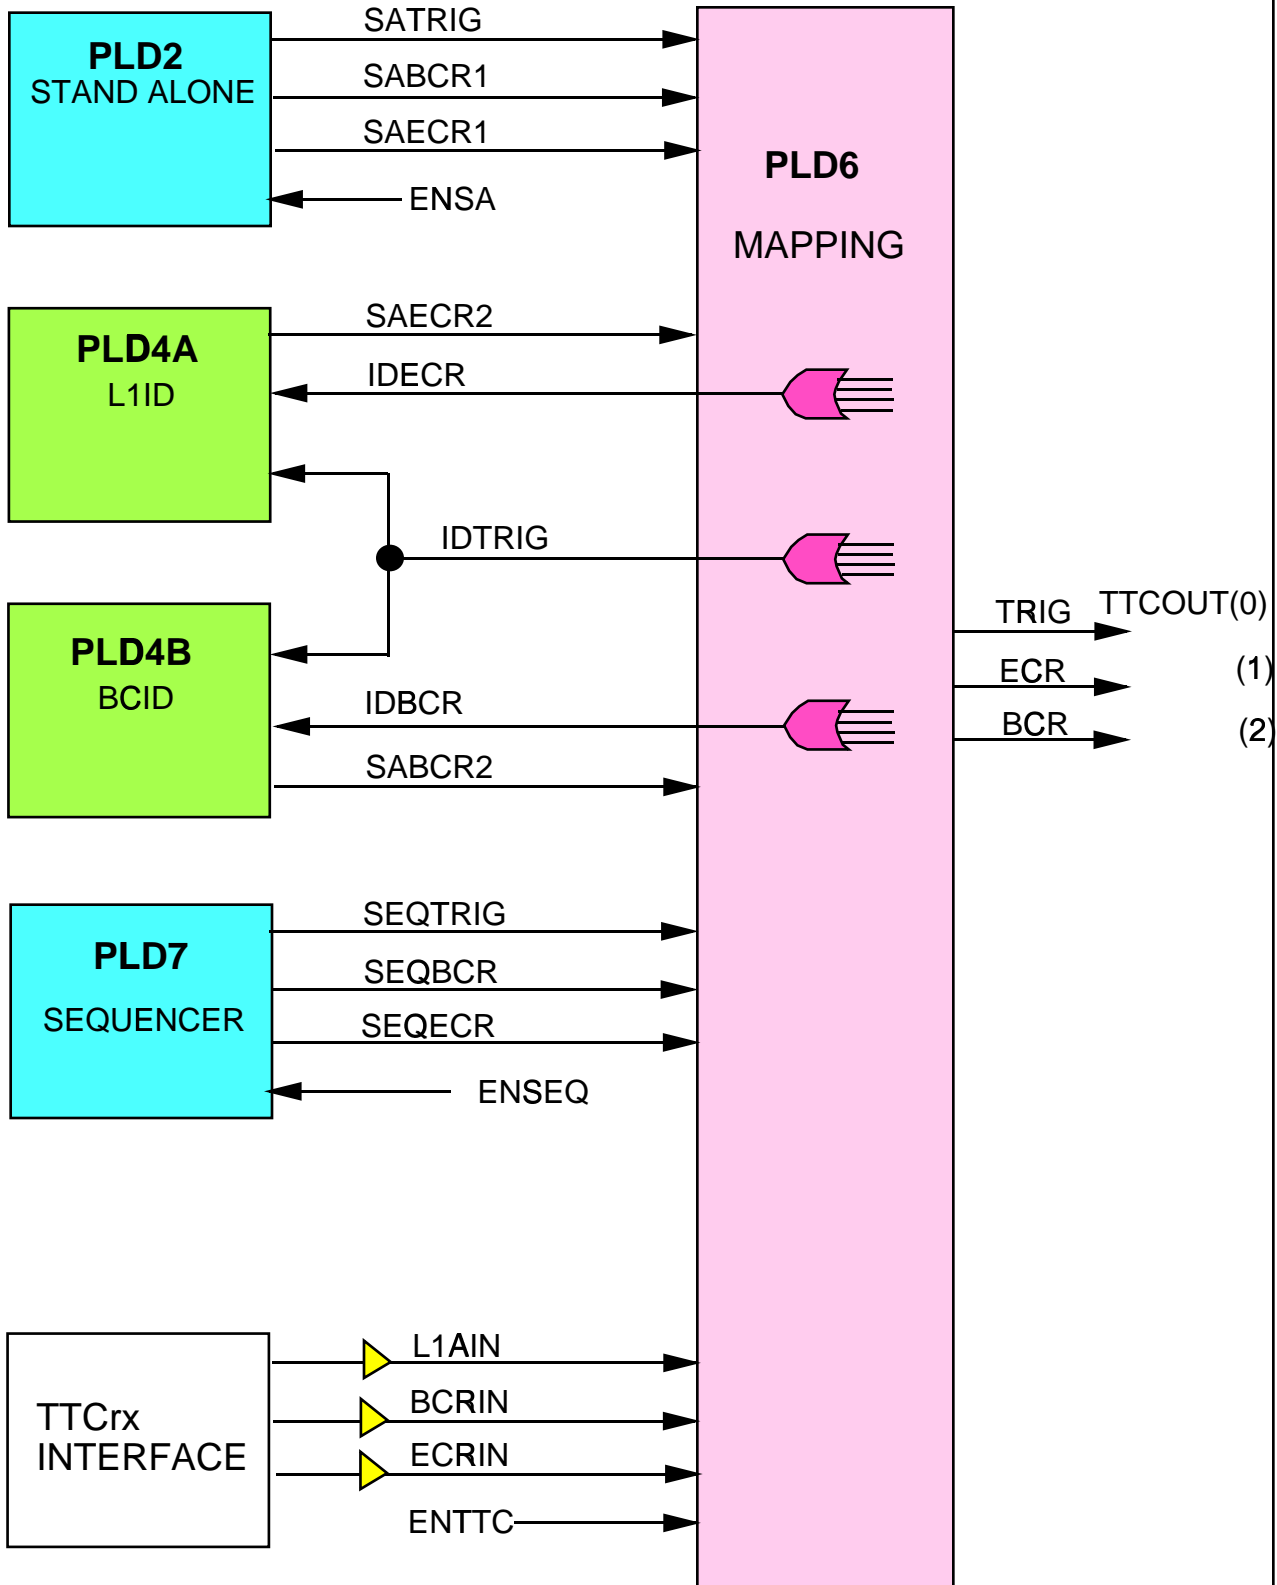 PLD2
STAND ALONE
SATRIG
SABCR1
SAECR1
ENSA
PLD6
MAPPING
PLD4A
L1ID
SAECR2
IDECR
IDTRIG
PLD4B
BCID
IDBCR
SABCR2
TRIG TTCOUT(0)
ECR (1)
BCR (2)
PLD7
SEQUENCER
SEQTRIG
SEQBCR
SEQECR
ENSEQ
TTCrx
INTERFACE
L1AIN
BCRIN
ECRIN
ENTTC